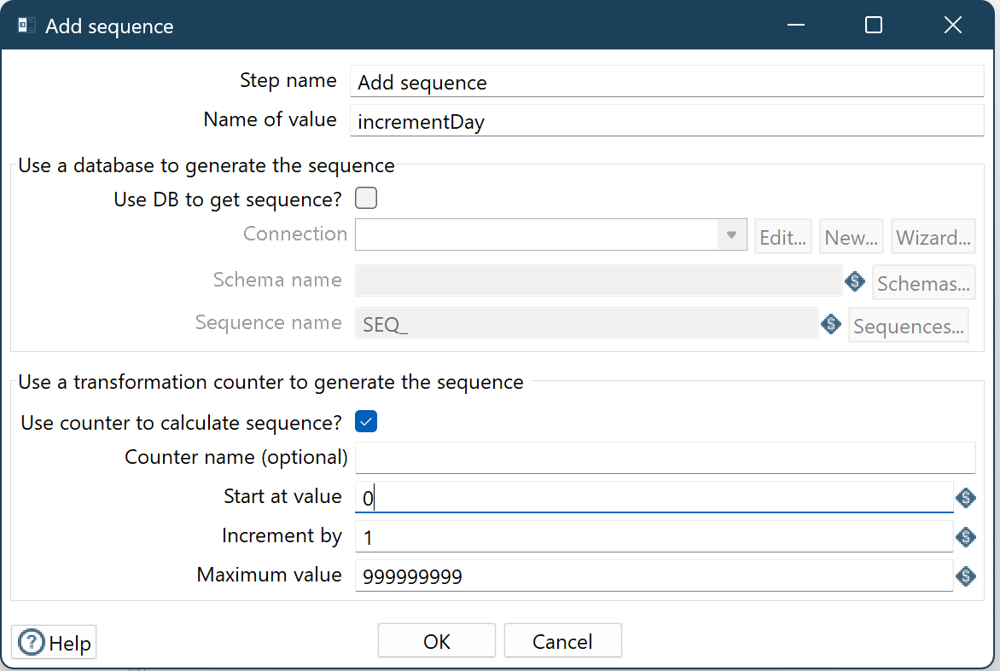 Add sequence
Step name Add sequence
Name of value incrementDay
Use a database to generate the sequence
Use DB to get sequence?
Connection Edit... New... Wizard...
Schema name Schemas...
Sequence name SEQ_ Sequences...
Use a transformation counter to generate the sequence
Use counter to calculate sequence?
Counter name (optional)
Start at value 0
Increment by 1
Maximum value 999999999
Help OK Cancel